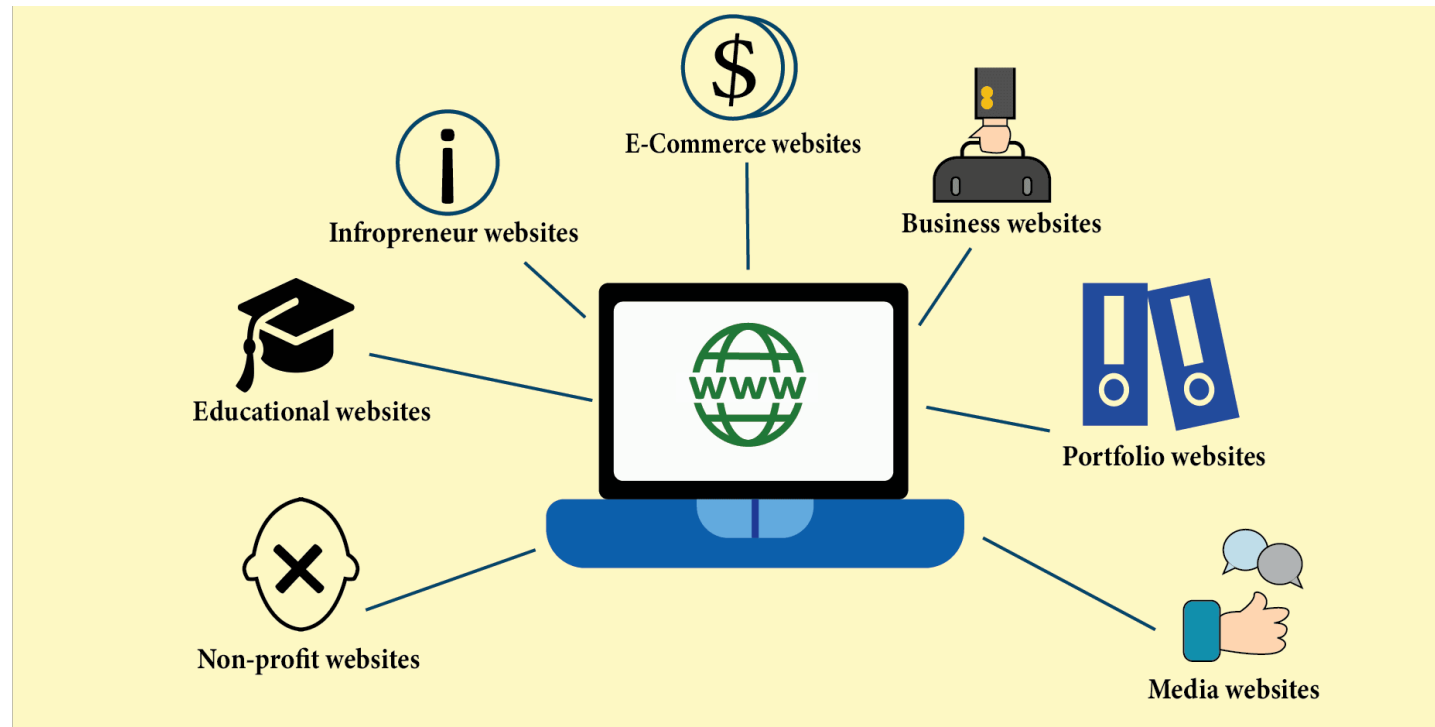 $
E-Commerce websites
i
Infropreneur websites
Business websites
www
Educational websites
Portfolio websites
Non-profit websites
Media websites